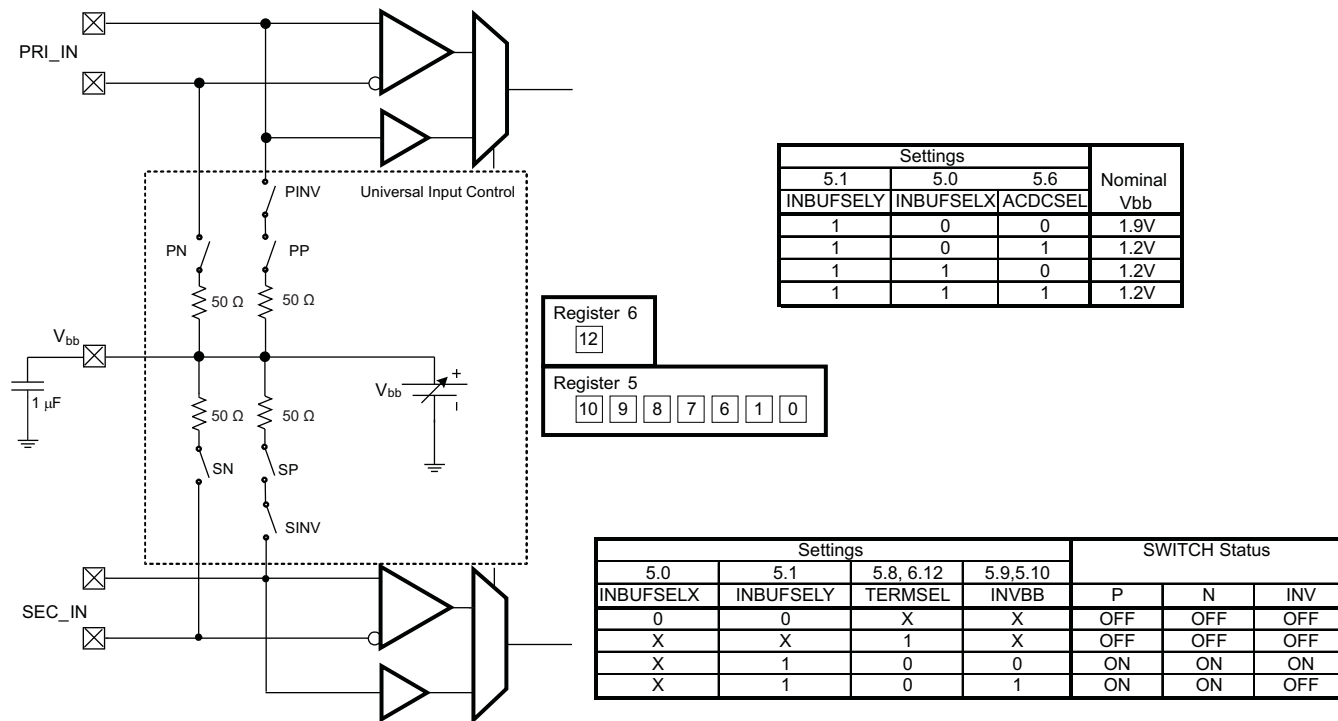 PRI_IN
Universal Input Control
PINV
PN
PP
50 Ω
50 Ω
Vbb
1 μF
Vbb
+
50 Ω
50 Ω
SN
SP
SINV
SEC_IN
Register 6
12
Register 5
10 9 8 7 6 1 0
Settings Nominal Vbb
5.1 5.0 5.6
INBUFSELY INBUFSELX ACDCSEL
1 0 0 1.9V
1 0 1 1.2V
1 1 0 1.2V
1 1 1 1.2V
Settings SWITCH Status
5.0 5.1 5.8, 6.12 5.9,5.10
INBUFSELX INBUFSELY TERMSEL INVBB P N INV
0 0 X X OFF OFF OFF
X X 1 X OFF OFF OFF
X 1 0 0 ON ON ON
X 1 0 1 ON ON OFF